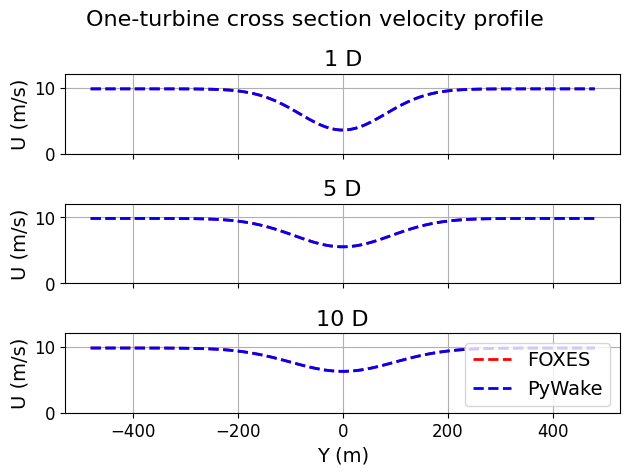 One-turbine cross section velocity profile
1 D
10
0
U (m/s)
5 D
10
0
U (m/s)
10 D
10
0
U (m/s)
FOXES
PyWake
−400 −200 0 200 400
Y (m)